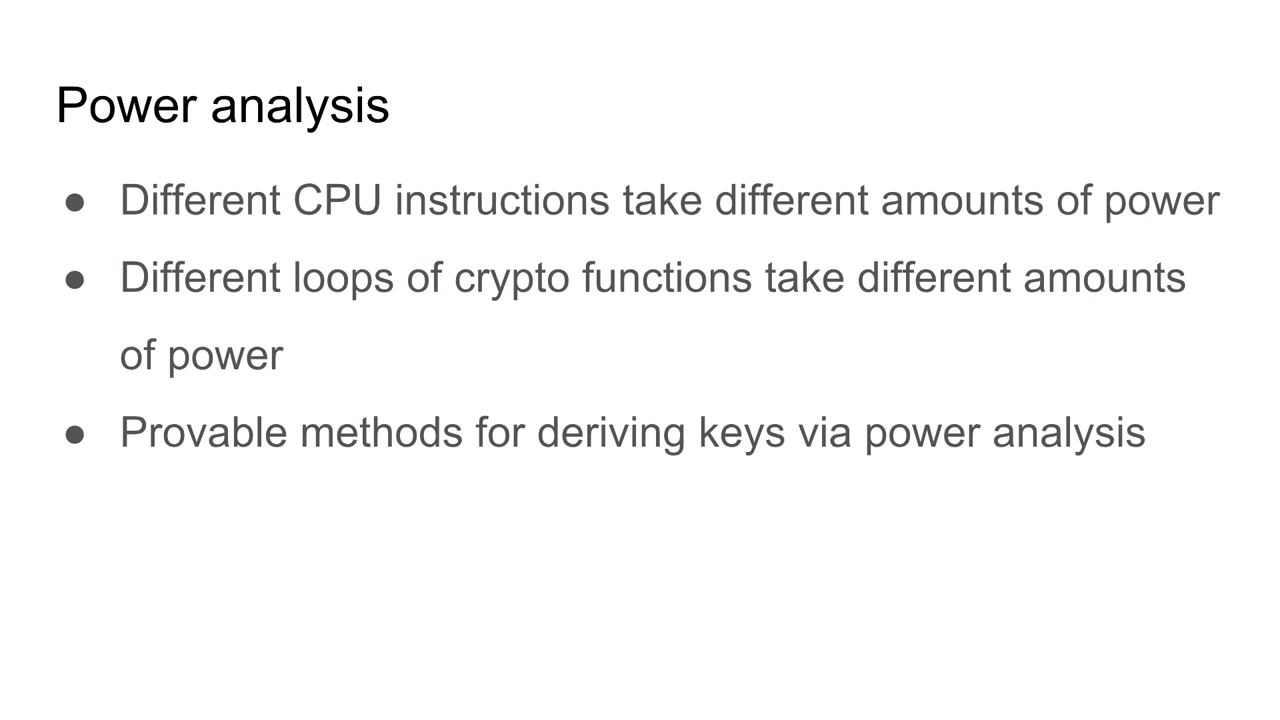 Power analysis
● Different CPU instructions take different amounts of power
● Different loops of crypto functions take different amounts
of power
● Provable methods for deriving keys via power analysis